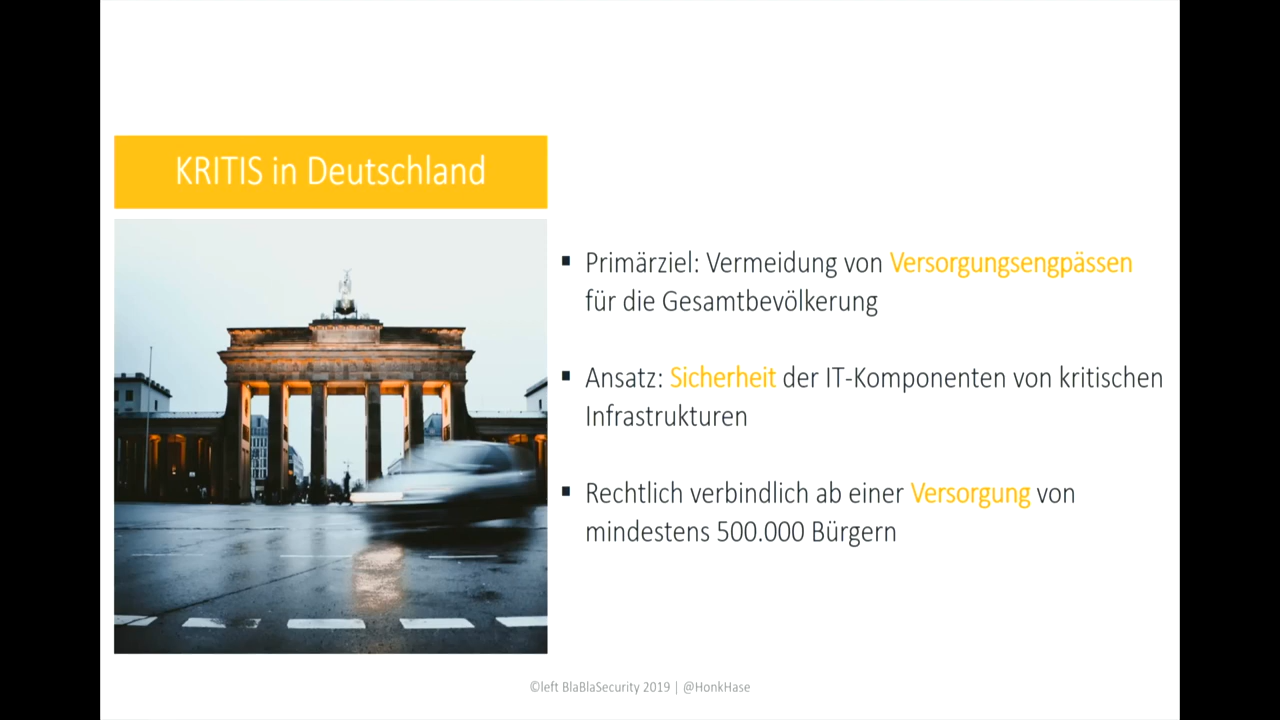 KRITIS in Deutschland
▪ Primärziel: Vermeidung von Versorgungsengpässen
für die Gesamtbevölkerung
▪ Ansatz: Sicherheit der IT-Komponenten von kritischen
Infrastrukturen
▪ Rechtlich verbindlich ab einer Versorgung von
mindestens 500.000 Bürgern
©left BlaBlaSecurity 2019 | @HonkHase